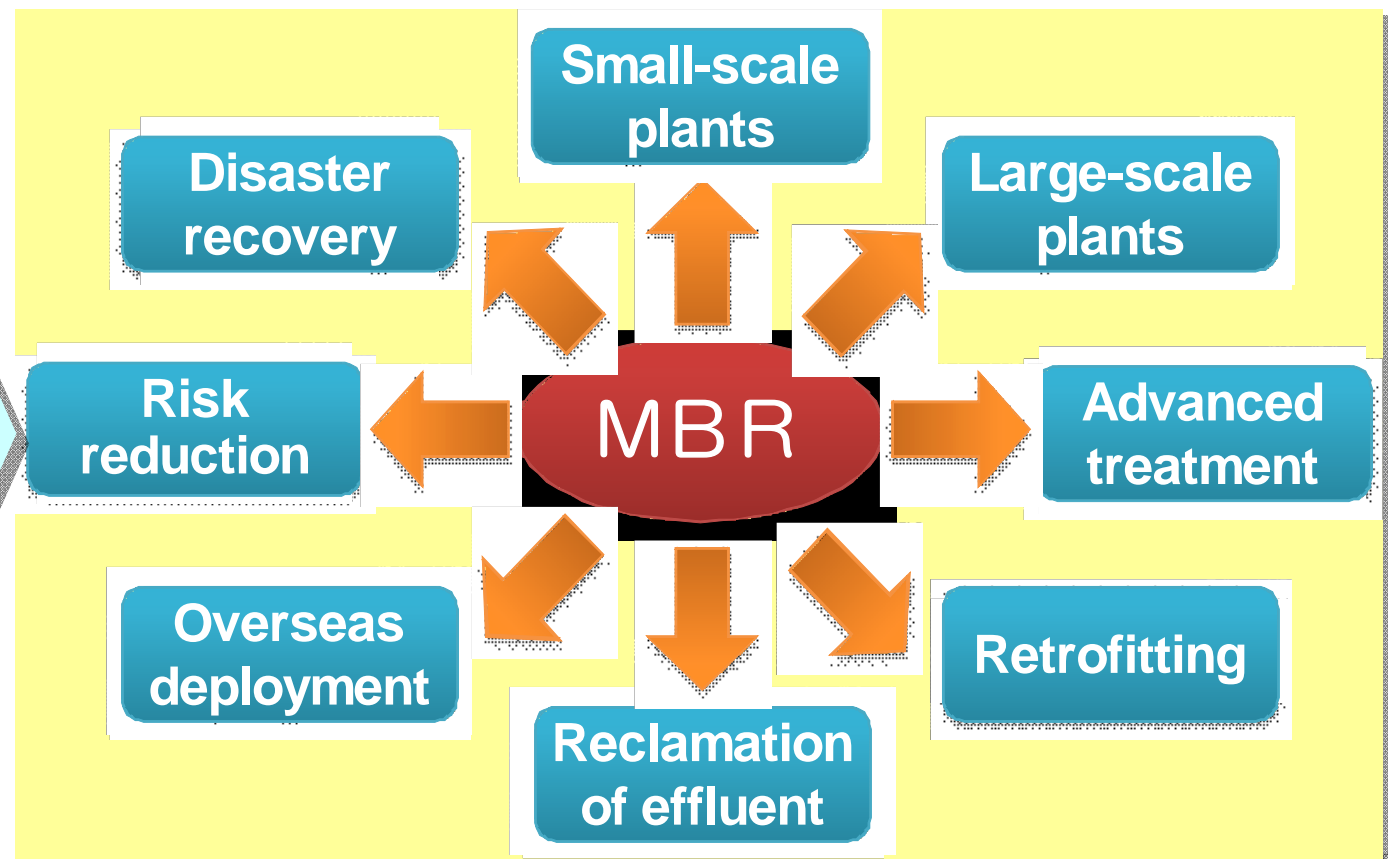 Small-scale
plants
Disaster
recovery
Large-scale
plants
Risk
reduction
MBR
Advanced
treatment
Overseas
deployment
Retrofitting
Reclamation
of effluent